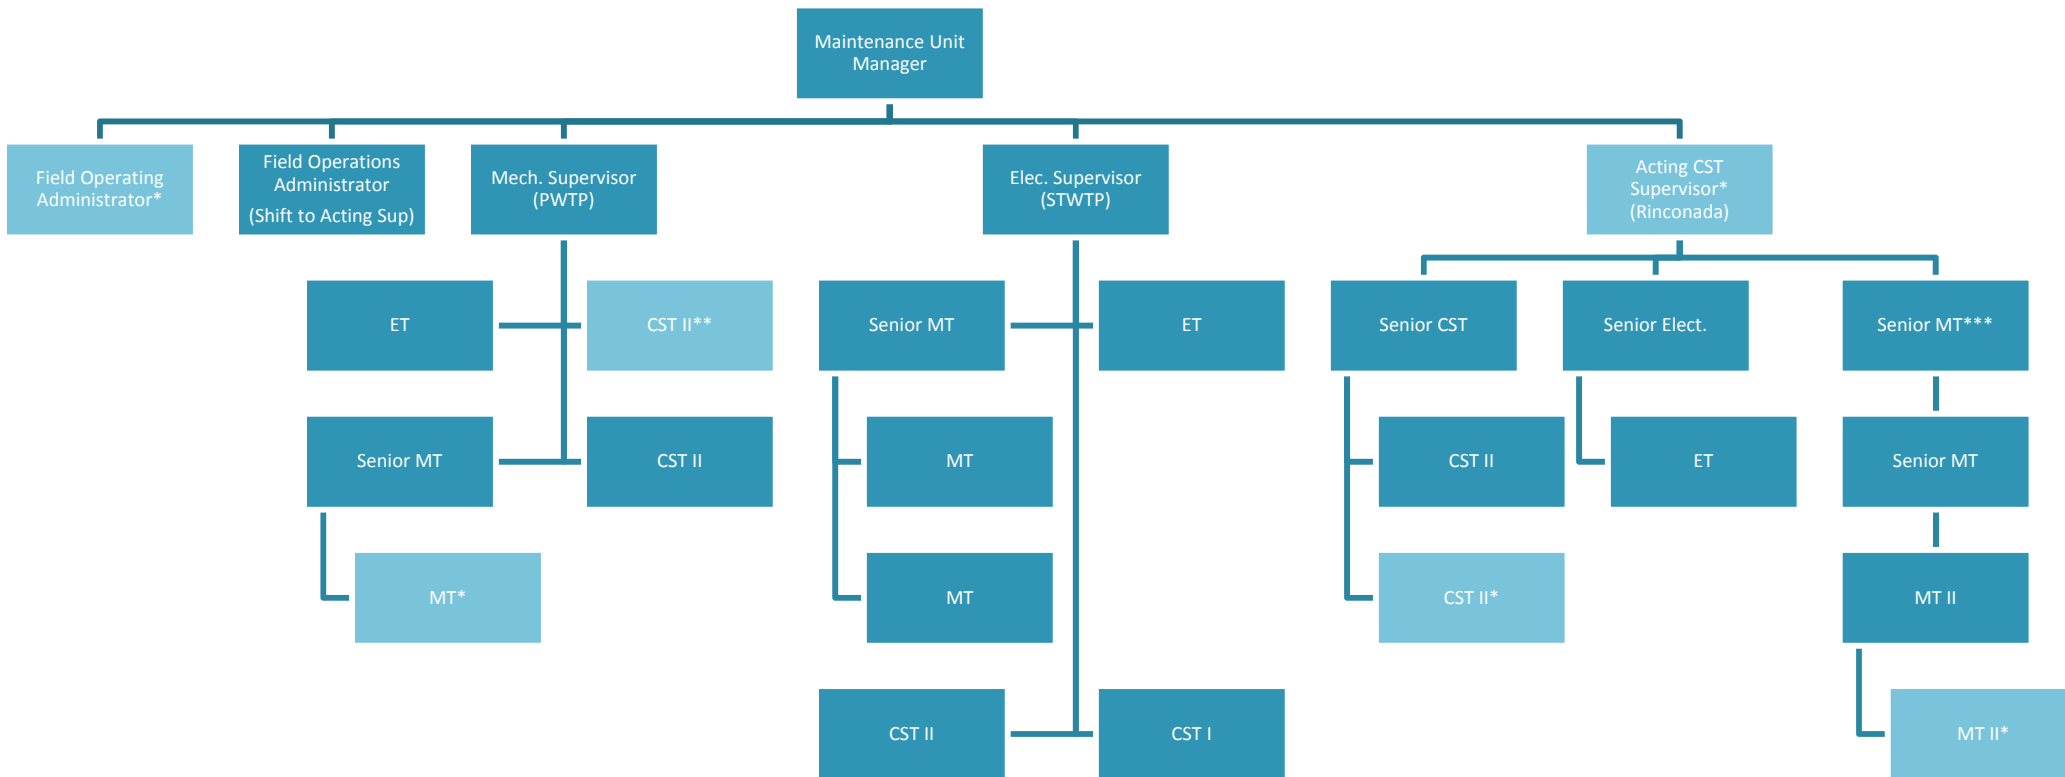 Maintenance Unit
Manager
Field Operating
Administrator*
Field Operations
Administrator
(Shift to Acting Sup)
Mech. Supervisor
(PWTP)
Elec. Supervisor
(STWTP)
Acting CST
Supervisor*
(Rinconada)
ET
CST II**
Senior MT
ET
Senior CST
Senior Elect.
Senior MT***
Senior MT
CST II
MT
CST II
ET
Senior MT
MT*
MT
CST II*
MT II
CST II
CST I
MT II*